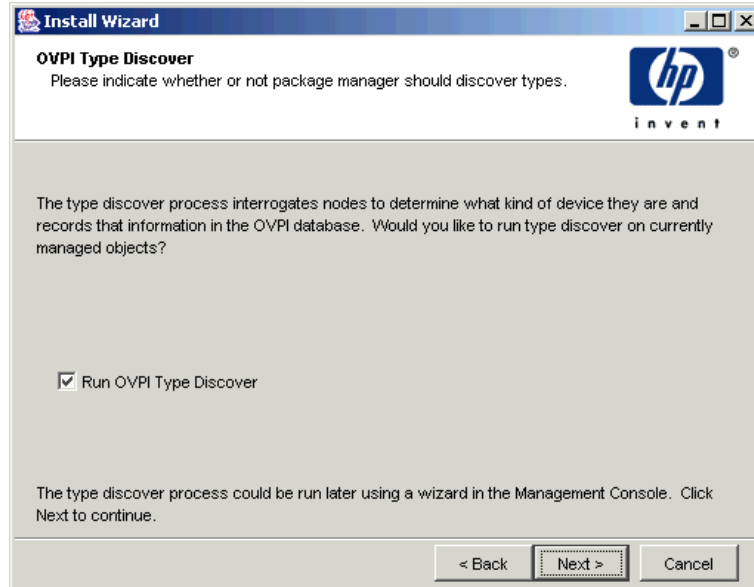 Install Wizard
OVPI Type Discover
Please indicate whether or not package manager should discover types.
hp
®
invent
The type discover process interrogates nodes to determine what kind of device they are and
records that information in the OVPI database. Would you like to run type discover on currently
managed objects?
Run OVPI Type Discover
The type discover process could be run later using a wizard in the Management Console. Click
Next to continue.
< Back
Next >
Cancel